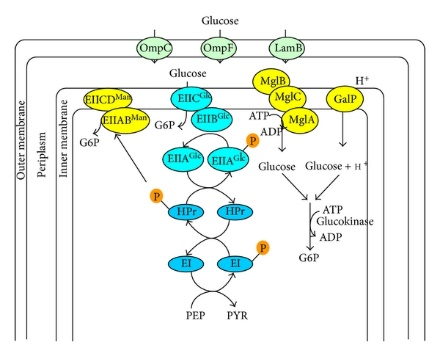 Glucose
OmpC
OmpF
LamB
Glucose
MglB
H+
EIICD^Man
EIIC^Glc
MglC
GalP
EIIAB^Man
EIIB^Glc
ATP
MglA
G6P
G6P
ADP
P
EIIA^Glc
EIIA^Glc
Glucose
Glucose + H+
P
HPr
HPr
ATP
Glucokinase
ADP
P
EI
EI
G6P
PEP
PYR
Outer membrane
Periplasm
Inner membrane